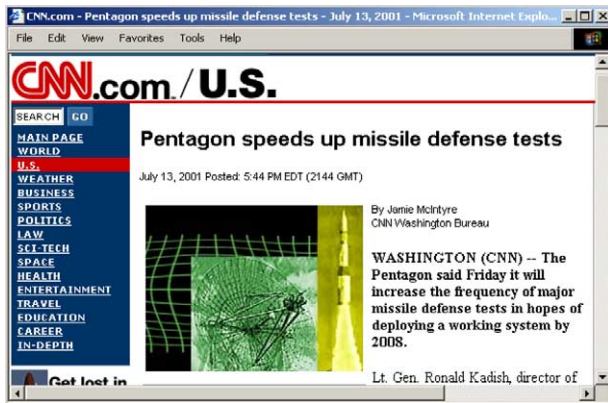 CNN.com - Pentagon speeds up missile defense tests - July 13, 2001 - Microsoft Internet Explo...
File Edit View Favorites Tools Help
CNN.com./U.S.
SEARCH GO
MAIN PAGE
WORLD
U.S.
WEATHER
BUSINESS
SPORTS
POLITICS
LAW
SCI-TECH
SPACE
HEALTH
ENTERTAINMENT
TRAVEL
EDUCATION
CAREER
IN-DEPTH
Get lost in
Pentagon speeds up missile defense tests
July 13, 2001 Posted: 5:44 PM EDT (2144 GMT)
By Jamie McIntyre
CNN Washington Bureau
WASHINGTON (CNN) -- The
Pentagon said Friday it will
increase the frequency of major
missile defense tests in hopes of
deploying a working system by
2008.
Lt. Gen. Ronald Kadish, director of